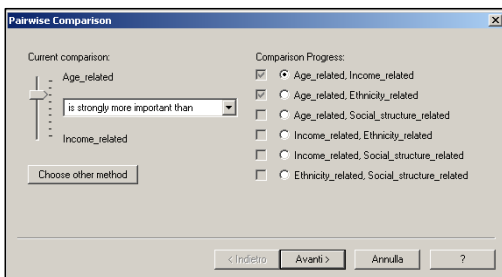 Pairwise Comparison
Current comparison:
Age_related
is strongly more important than
Income_related
Choose other method
Comparison Progress:
Age_related, Income_related
Age_related, Ethnicity_related
Age_related, Social_structure_related
Income_related, Ethnicity_related
Income_related, Social_structure_related
Ethnicity_related, Social_structure_related
< Indietro
Avanti >
Annulla
?